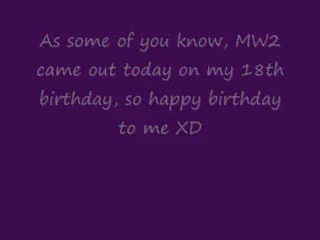 As some of you know, MW2
came out today on my 18th
birthday, so happy birthday
to me XD